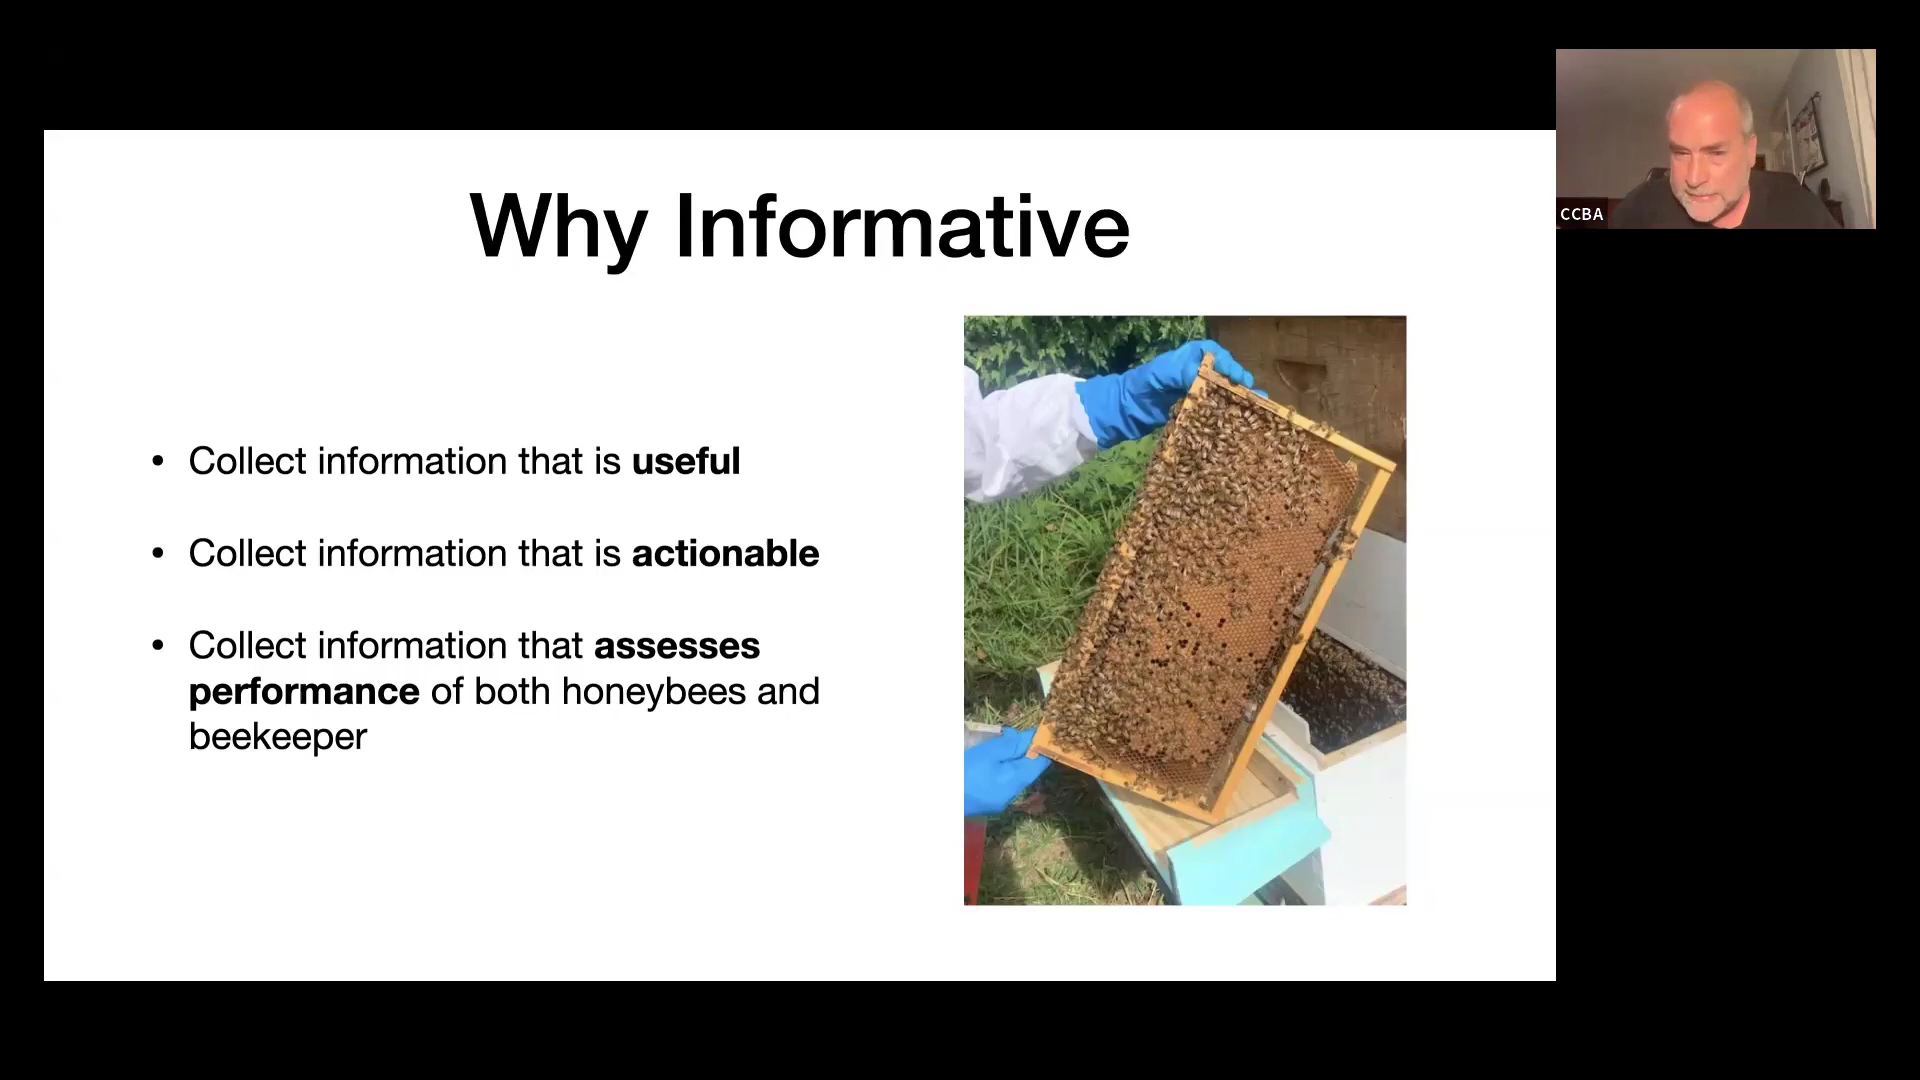 Why Informative
• Collect information that is useful
• Collect information that is actionable
• Collect information that assesses
performance of both honeybees and
beekeeper
CCBA